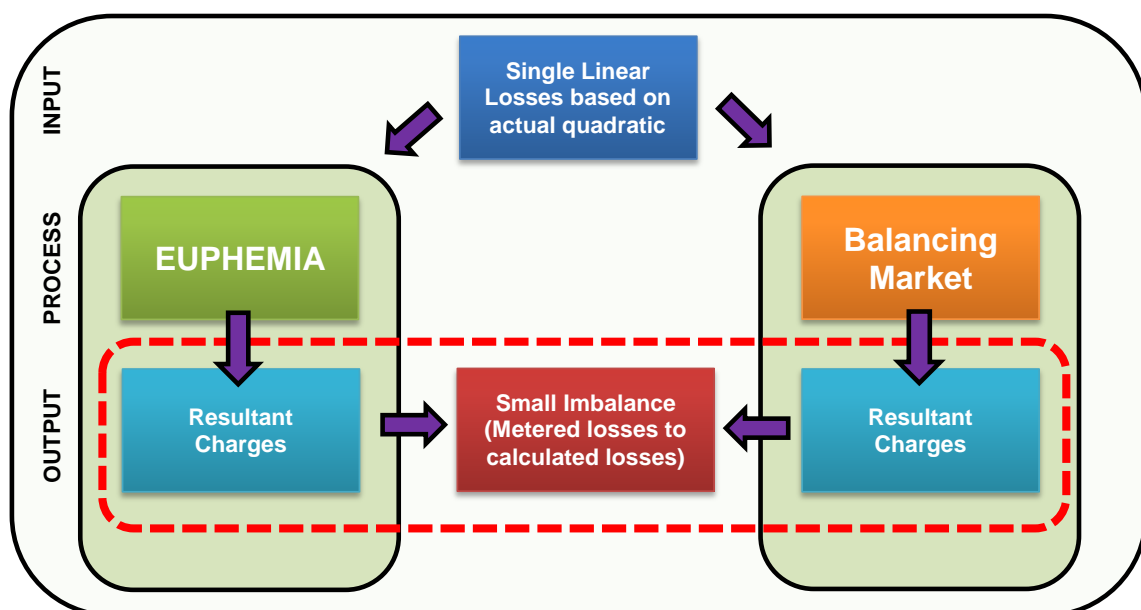 INPUT
Single Linear
Losses based on
actual quadratic
PROCESS
EUPHEMIA
Balancing
Market
OUTPUT
Resultant
Charges
Small Imbalance
(Metered losses to
calculated losses)
Resultant
Charges